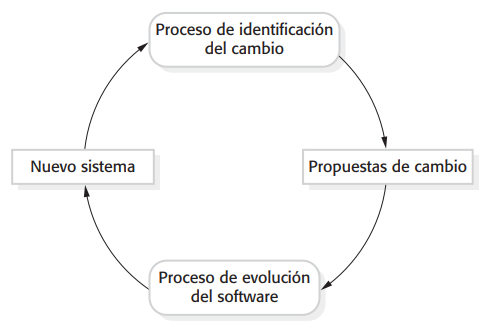 Proceso de identificación
del cambio
Nuevo sistema
Propuestas de cambio
Proceso de evolución
del software